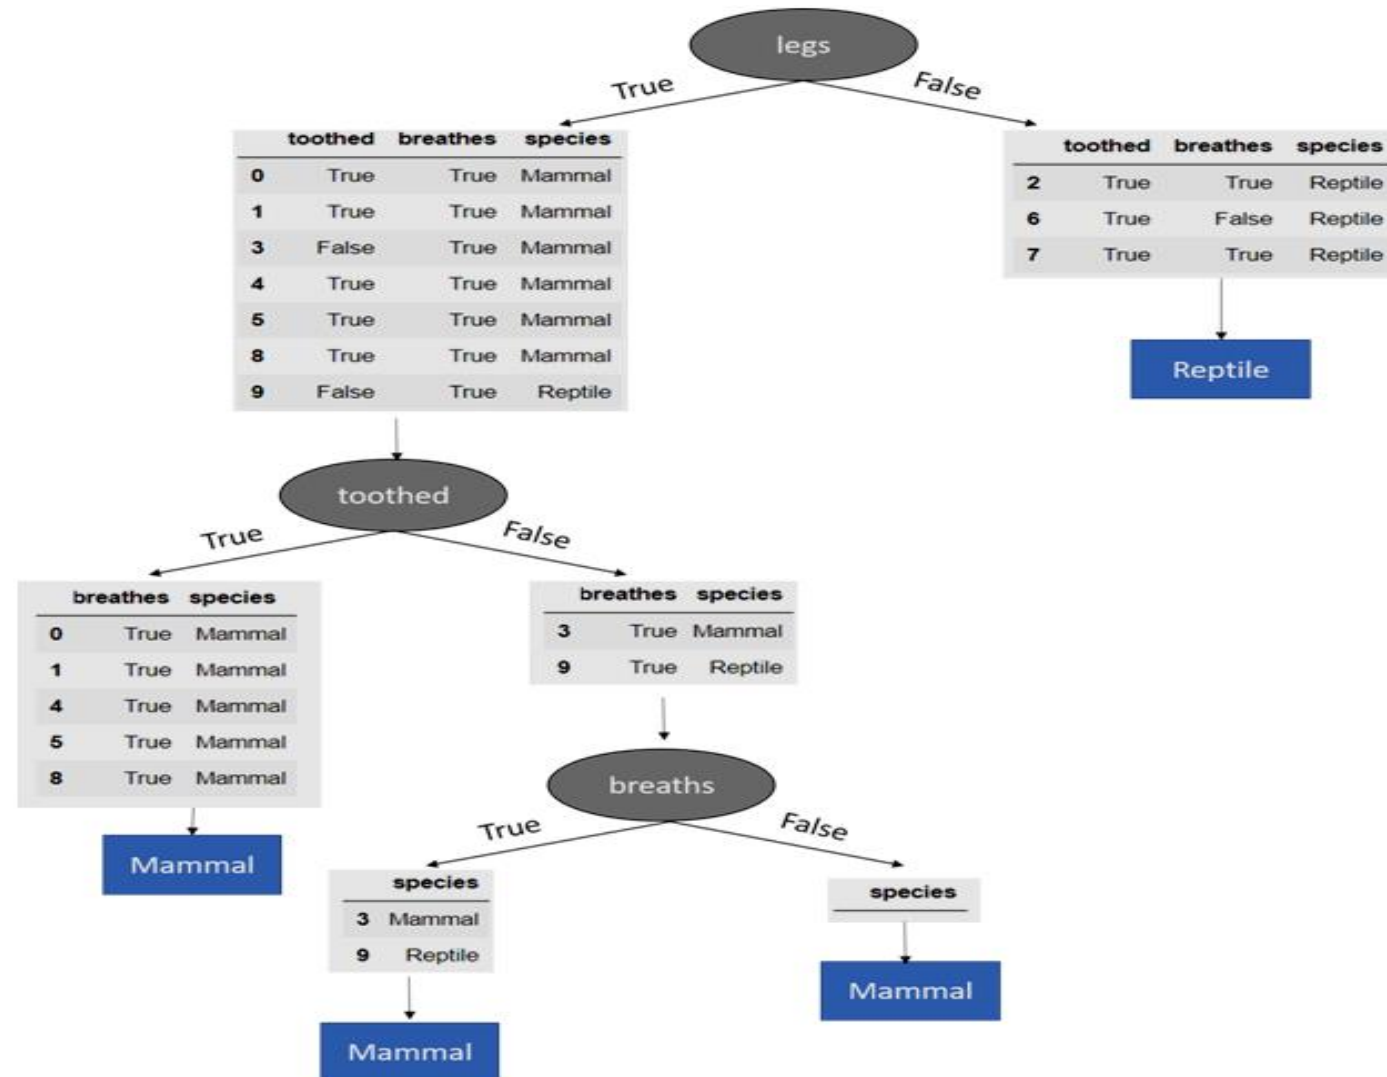 legs
True
False
toothed breathes species
0 True True Mammal
1 True True Mammal
3 False True Mammal
4 True True Mammal
5 True True Mammal
8 True True Mammal
9 False True Reptile
toothed breathes species
2 True True Reptile
6 True False Reptile
7 True True Reptile
Reptile
toothed
True
False
breathes species
0 True Mammal
1 True Mammal
4 True Mammal
5 True Mammal
8 True Mammal
Mammal
breathes species
3 True Mammal
9 True Reptile
breaths
True
False
species
3 Mammal
9 Reptile
Mammal
species
Mammal